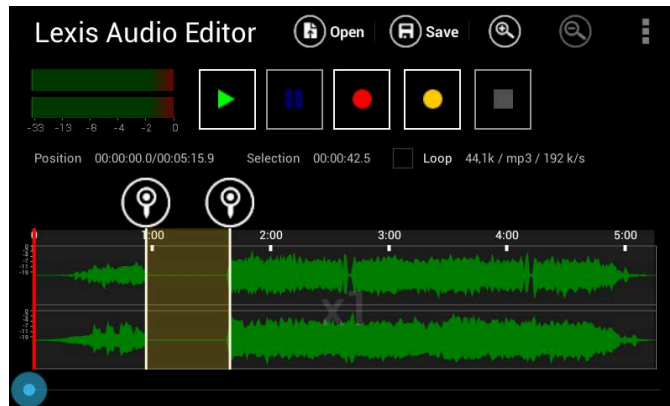 Lexis Audio Editor Open Save
-33 -13 -8 -4 -2 0
Position 00:00:00.0/00:05:15.9 Selection 00:00:42.5 Loop 44,1k / mp3 / 192 k/s
0 1:00 2:00 3:00 4:00 5:00
x1